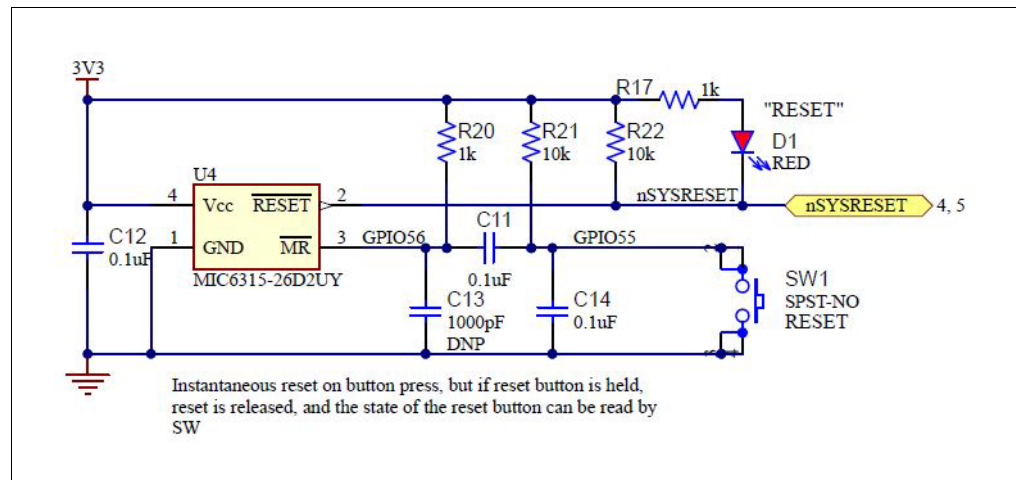 3V3
R17
1k
"RESET"
R20
1k
R21
10k
R22
10k
D1
RED
U4
4
Vcc
RESET
2
nSYSRESET
nSYSRESET
4, 5
C12
0.1uF
1
GND
MR
3
GPIO56
C11
0.1uF
GPIO55
MIC6315-26D2UY
C13
1000pF
DNP
C14
0.1uF
SW1
SPST-NO
RESET
Instantaneous reset on button press, but if reset button is held,
reset is released, and the state of the reset button can be read by
SW